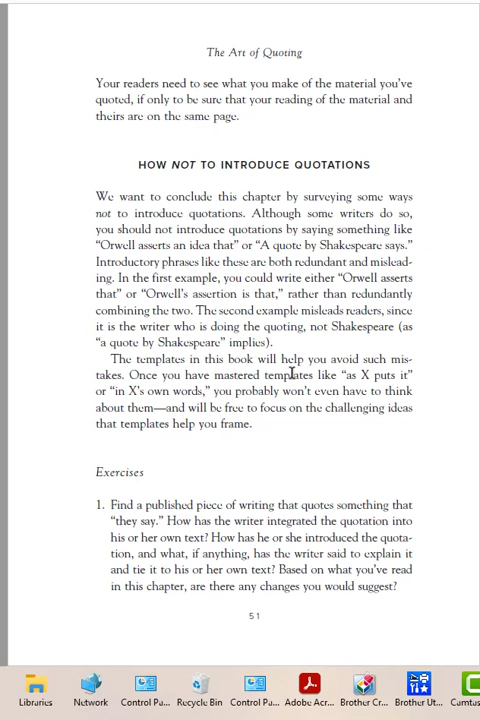 The Art of Quoting
Your readers need to see what you make of the material you've
quoted, if only to be sure that your reading of the material and
theirs are on the same page.
HOW NOT TO INTRODUCE QUOTATIONS
We want to conclude this chapter by surveying some ways
not to introduce quotations. Although some writers do so,
you should not introduce quotations by saying something like
“Orwell asserts an idea that” or “A quote by Shakespeare says.”
Introductory phrases like these are both redundant and mislead-
ing. In the first example, you could write either “Orwell asserts
that” or “Orwell's assertion is that,” rather than redundantly
combining the two. The second example misleads readers, since
it is the writer who is doing the quoting, not Shakespeare (as
“a quote by Shakespeare” implies).
The templates in this book will help you avoid such mis-
takes. Once you have mastered templates like “as X puts it”
or “in X's own words,” you probably won't even have to think
about them—and will be free to focus on the challenging ideas
that templates help you frame.
Exercises
1. Find a published piece of writing that quotes something that
“they say.” How has the writer integrated the quotation into
his or her own text? How has he or she introduced the quota-
tion, and what, if anything, has the writer said to explain it
and tie it to his or her own text? Based on what you've read
in this chapter, are there any changes you would suggest?
51
Libraries Network Control Pa... Recycle Bin Control Pa... Adobe Acr... Brother Cr... Brother Ut... Camtas